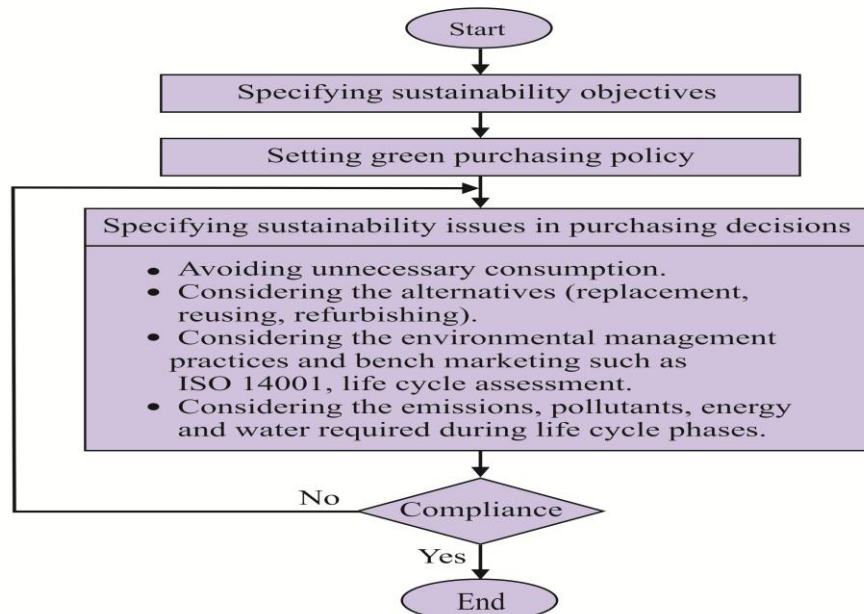 Start
Specifying sustainability objectives
Setting green purchasing policy
Specifying sustainability issues in purchasing decisions
• Avoiding unnecessary consumption.
• Considering the alternatives (replacement,
reusing, refurbishing).
• Considering the environmental management
practices and bench marketing such as
ISO 14001, life cycle assessment.
• Considering the emissions, pollutants, energy
and water required during life cycle phases.
No
Compliance
Yes
End